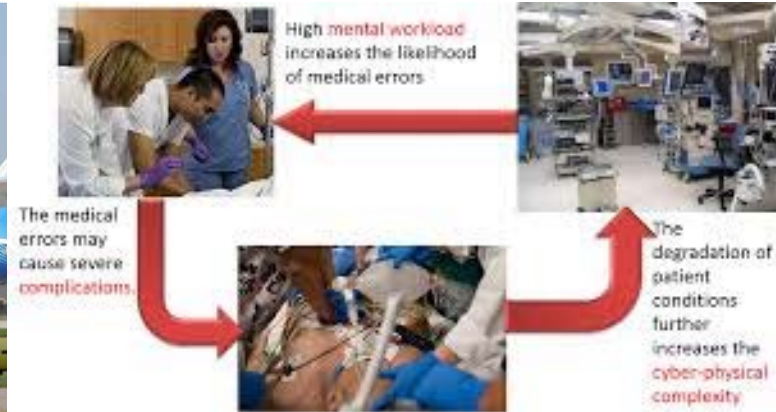 High mental workload
increases the likelihood
of medical errors
The medical
errors may
cause severe
complications.
The
degradation of
patient
conditions
further
increases the
cyber-physical
complexity